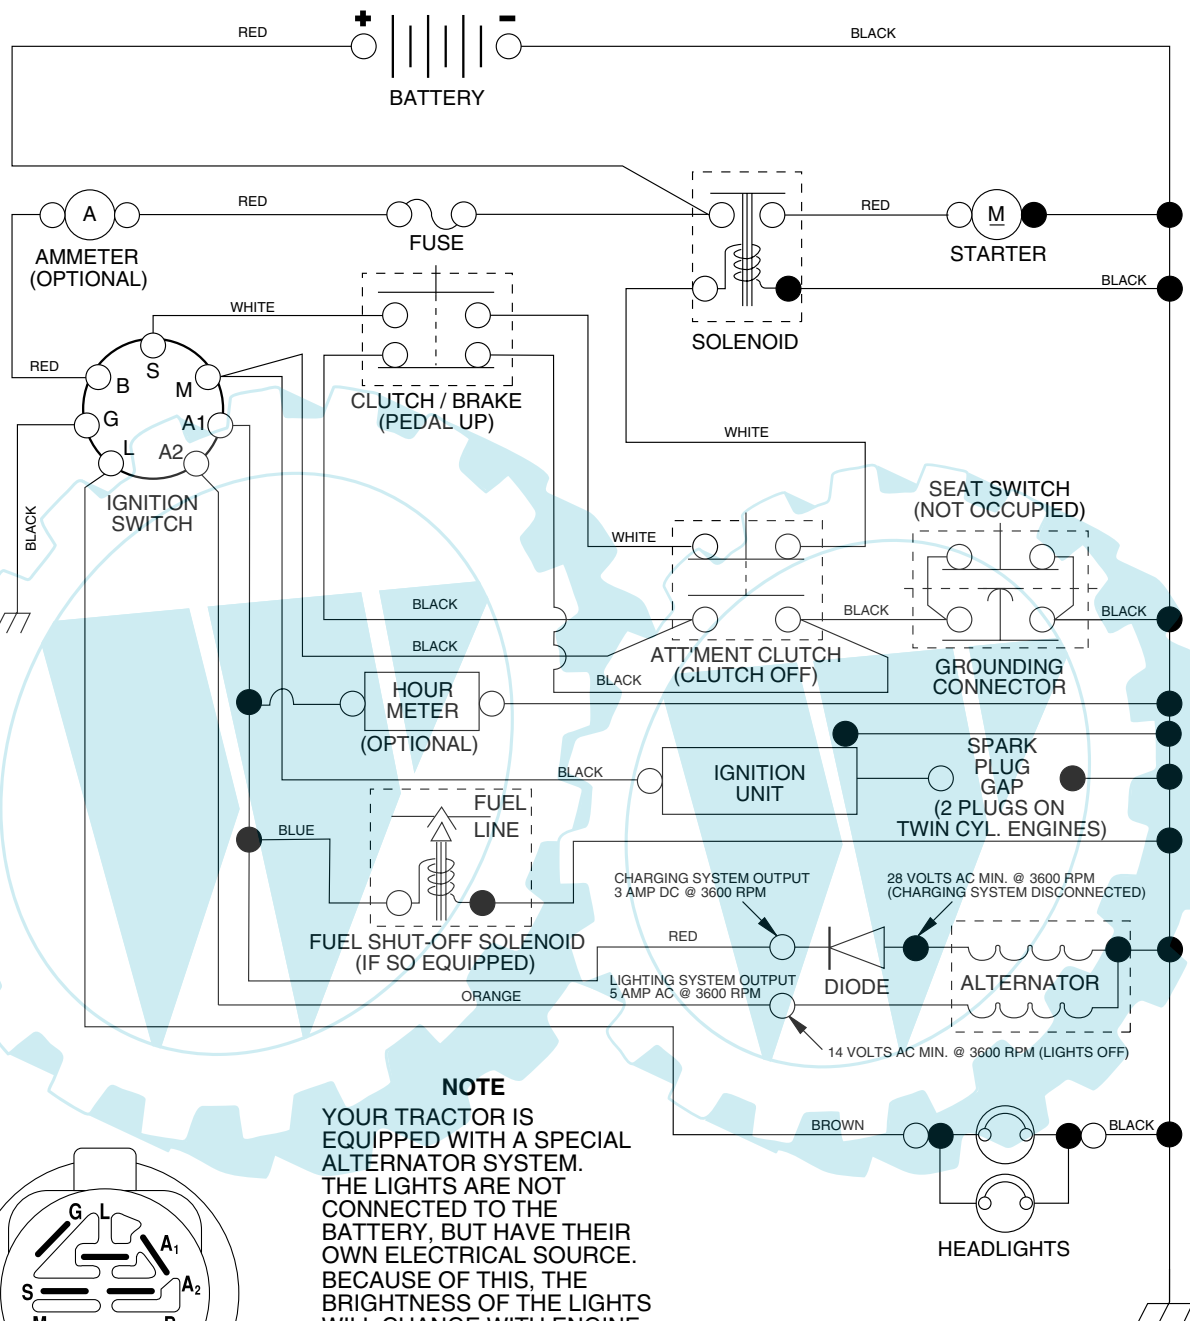 + -
RED
BLACK
BATTERY
A
RED
FUSE
RED
M
STARTER
AMMETER
(OPTIONAL)
BLACK
SOLENOID
WHITE
RED
S
B
M
G
A1
L
A2
IGNITION
SWITCH
BLACK
CLUTCH / BRAKE
(PEDAL UP)
WHITE
SEAT SWITCH
(NOT OCCUPIED)
WHITE
BLACK
BLACK
BLACK
BLACK
BLACK
ATT'MENT CLUTCH
(CLUTCH OFF)
GROUNDING
CONNECTOR
HOUR
METER
(OPTIONAL)
BLACK
IGNITION
UNIT
SPARK
PLUG
GAP
(2 PLUGS ON
TWIN CYL. ENGINES)
BLUE
FUEL
LINE
FUEL SHUT-OFF SOLENOID
(IF SO EQUIPPED)
CHARGING SYSTEM OUTPUT
3 AMP DC @ 3600 RPM
28 VOLTS AC MIN. @ 3600 RPM
(CHARGING SYSTEM DISCONNECTED)
RED
DIODE
ALTERNATOR
LIGHTING SYSTEM OUTPUT
5 AMP AC @ 3600 RPM
ORANGE
14 VOLTS AC MIN. @ 3600 RPM (LIGHTS OFF)
NOTE
YOUR TRACTOR IS
EQUIPPED WITH A SPECIAL
ALTERNATOR SYSTEM.
THE LIGHTS ARE NOT
CONNECTED TO THE
BATTERY, BUT HAVE THEIR
OWN ELECTRICAL SOURCE.
BECAUSE OF THIS, THE
BRIGHTNESS OF THE LIGHTS
WILL CHANGE WITH ENGINE
BROWN
BLACK
HEADLIGHTS
G L
A1
A2
S
M B